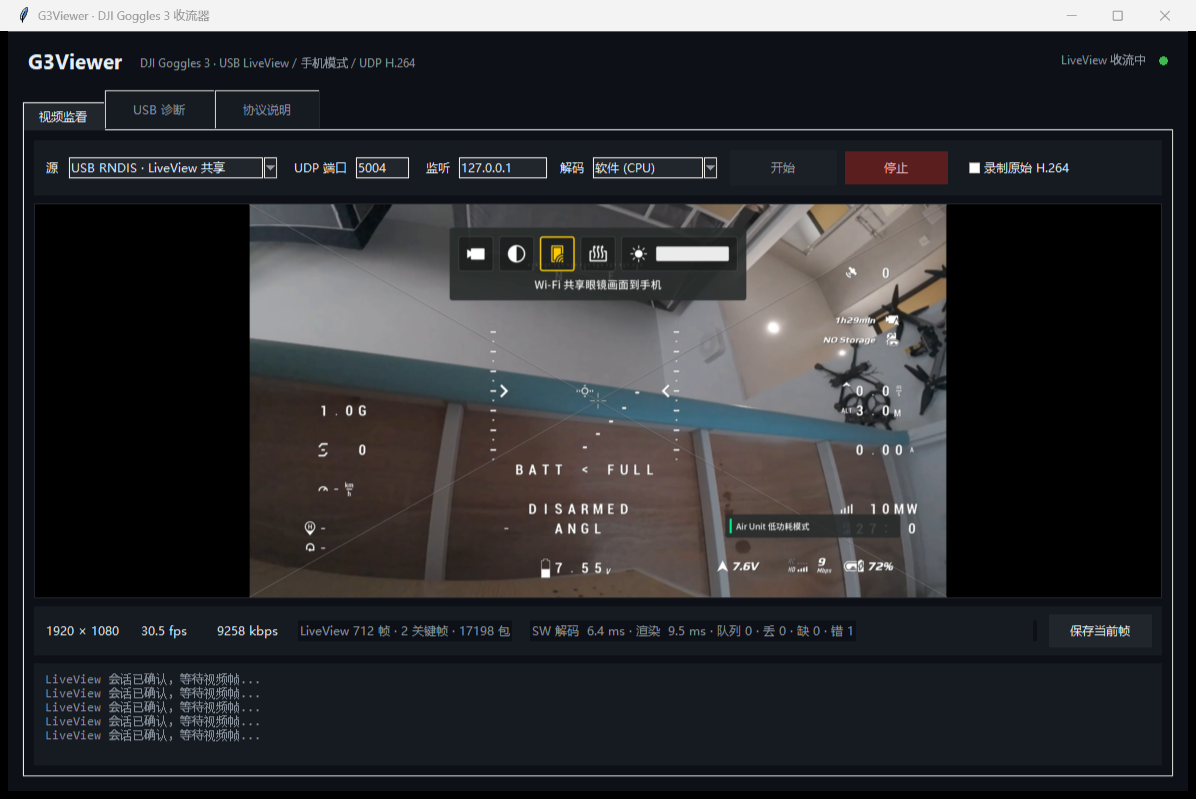 G3Viewer · DJI Goggles 3 收流器
G3Viewer DJI Goggles 3 · USB LiveView / 手机模式 / UDP H.264
LiveView 收流中
视频监看 USB 诊断 协议说明
源 USB RNDIS · LiveView 共享 UDP 端口 5004 监听 127.0.0.1 解码 软件 (CPU) 开始 停止 录制原始 H.264
Wi-Fi 共享眼镜画面到手机
0
1h29min
NO Storage
0 0 m/s
ALT 3.0 M
1.0G
0
0.00 A
BATT < FULL
- km/h
DISARMED
10MW
ANGL
Air Unit 低功耗模式
0
H -
-
7.55V
7.6V
HD
9 Mbps
72%
1920 × 1080 30.5 fps 9258 kbps LiveView 712 帧 · 2 关键帧 · 17198 包 SW 解码 6.4 ms · 渲染 9.5 ms · 队列 0 · 丢 0 · 缺 0 · 错 1 保存当前帧
LiveView 会话已确认，等待视频帧...
LiveView 会话已确认，等待视频帧...
LiveView 会话已确认，等待视频帧...
LiveView 会话已确认，等待视频帧...
LiveView 会话已确认，等待视频帧...